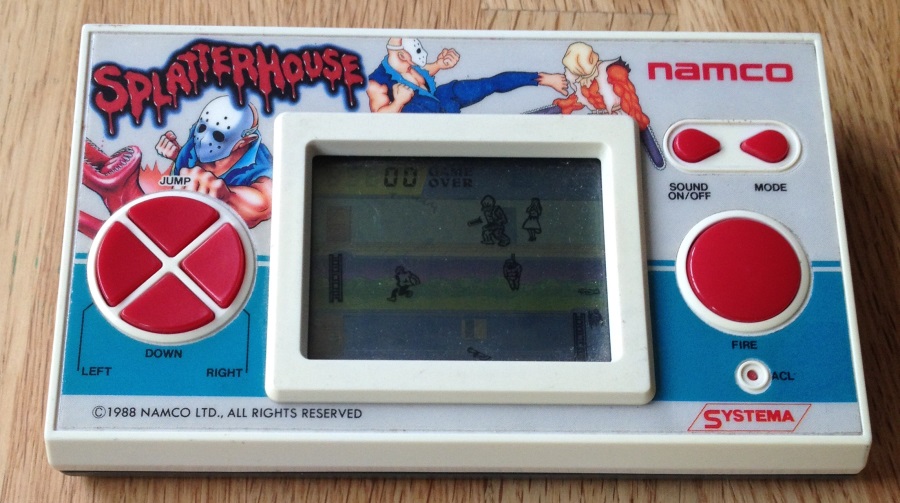 SPLATTERHOUSE
namco
JUMP
00 GAME
OVER
SOUND
ON/OFF
MODE
DOWN
LEFT
RIGHT
FIRE
ACL
©1988 NAMCO LTD., ALL RIGHTS RESERVED
SYSTEMA